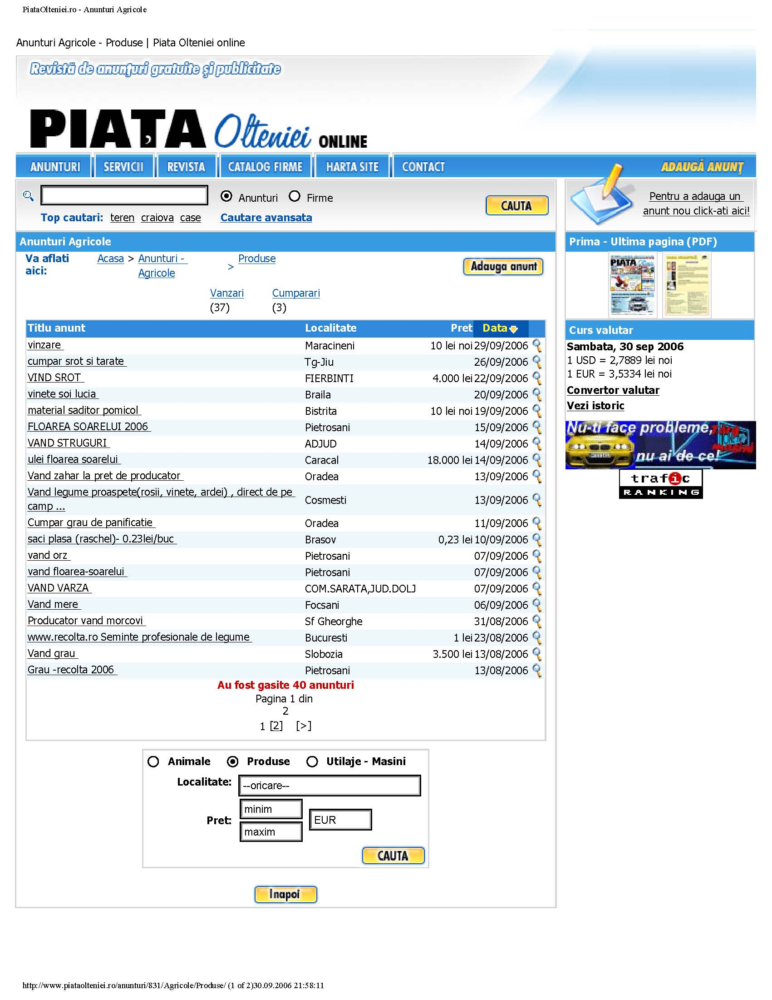 PiataOlteniei.ro - Anunturi Agricole
Anunturi Agricole - Produse | Piata Olteniei online
Revistă de anunţuri gratuite şi publicitate
PIAŢA Olteniei ONLINE
ANUNTURI SERVICII REVISTA CATALOG FIRME HARTA SITE CONTACT ADAUGĂ ANUNŢ
Anunturi Firme
CAUTA
Top cautari: teren craiova case Cautare avansata
Pentru a adauga un
anunt nou click-ati aici!
Anunturi Agricole
Va aflati
aici:
Acasa > Anunturi -
Agricole
> Produse
Adauga anunt
Vanzari
(37)
Cumparari
(3)
Titlu anunt Localitate Pret Data
vinzare Maracineni 10 lei noi 29/09/2006
cumpar srot si tarate Tg-Jiu 26/09/2006
VIND SROT FIERBINTI 4.000 lei 22/09/2006
vinete soi lucia Braila 20/09/2006
material saditor pomicol Bistrita 10 lei noi 19/09/2006
FLOAREA SOARELUI 2006 Pietrosani 15/09/2006
VAND STRUGURI ADJUD 14/09/2006
ulei floarea soarelui Caracal 18.000 lei 14/09/2006
Vand zahar la pret de producator Oradea 13/09/2006
Vand legume proaspete(rosii, vinete, ardei) , direct de pe
camp ... Cosmesti 13/09/2006
Cumpar grau de panificatie Oradea 11/09/2006
saci plasa (raschel)- 0.23lei/buc Brasov 0,23 lei 10/09/2006
vand orz Pietrosani 07/09/2006
vand floarea-soarelui Pietrosani 07/09/2006
VAND VARZA COM.SARATA,JUD.DOLJ 07/09/2006
Vand mere Focsani 06/09/2006
Producator vand morcovi Sf Gheorghe 31/08/2006
www.recolta.ro Seminte profesionale de legume Bucuresti 1 lei 23/08/2006
Vand grau Slobozia 3.500 lei 13/08/2006
Grau -recolta 2006 Pietrosani 13/08/2006
Au fost gasite 40 anunturi
Pagina 1 din
2
1 [2] [>]
Animale Produse Utilaje - Masini
Localitate: --oricare--
Pret: minim
maxim
EUR
CAUTA
Inapoi
Prima - Ultima pagina (PDF)
PIATA
Curs valutar
Sambata, 30 sep 2006
1 USD = 2,7889 lei noi
1 EUR = 3,5334 lei noi
Convertor valutar
Vezi istoric
Nu-ti face probleme,
nu ai de ce!
trafic
RANKING
http://www.piataolteniei.ro/anunturi/831/Agricole/Produse/ (1 of 2)30.09.2006 21:58:11